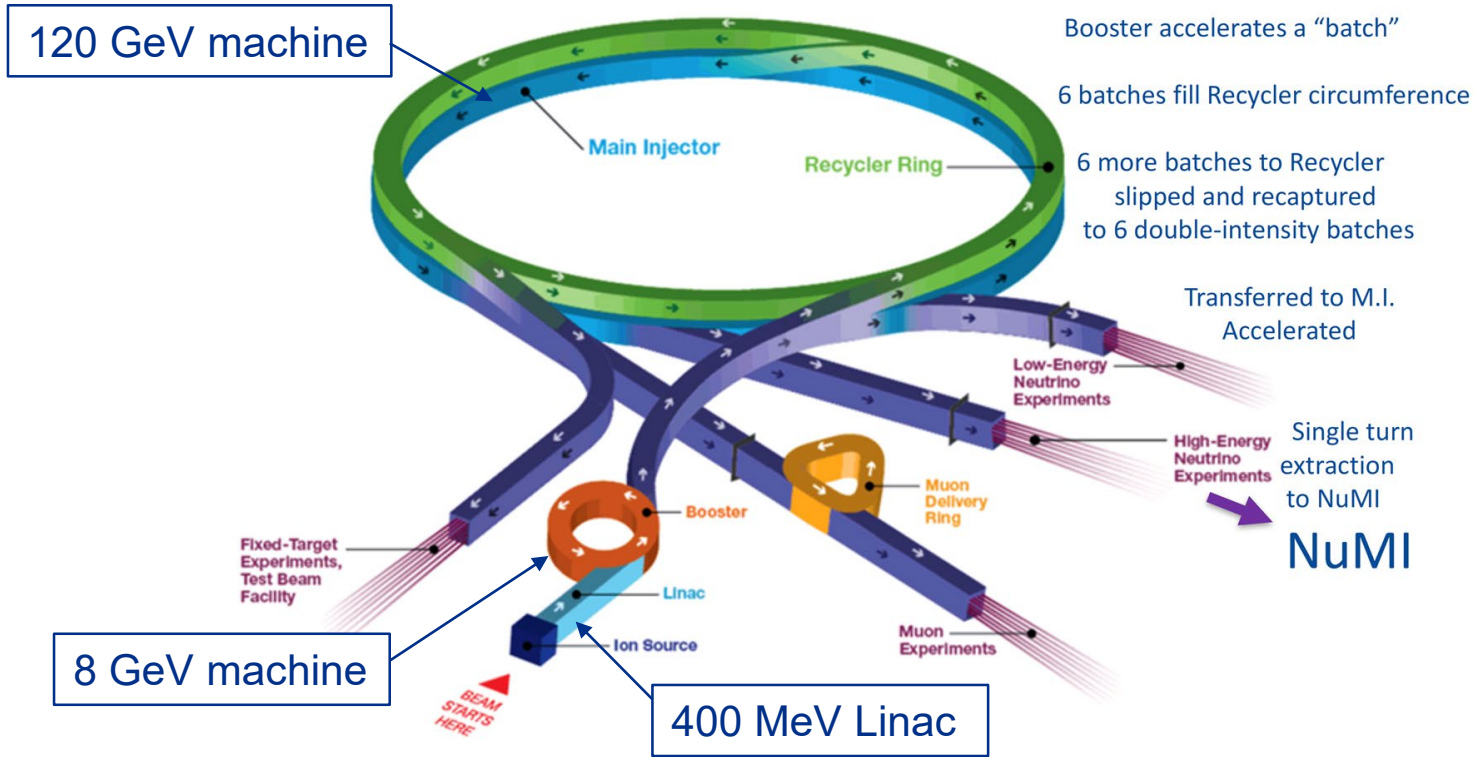 120 GeV machine
Booster accelerates a “batch”
6 batches fill Recycler circumference
Main Injector
Recycler Ring
6 more batches to Recycler
slipped and recaptured
to 6 double-intensity batches
Transferred to M.I.
Accelerated
Low-Energy
Neutrino
Experiments
High-Energy
Neutrino
Experiments
Single turn
extraction
to NuMI
NuMI
Muon
Delivery
Ring
Booster
Fixed-Target
Experiments,
Test Beam
Facility
Linac
Ion Source
Muon
Experiments
8 GeV machine
BEAM
STARTS
HERE
400 MeV Linac